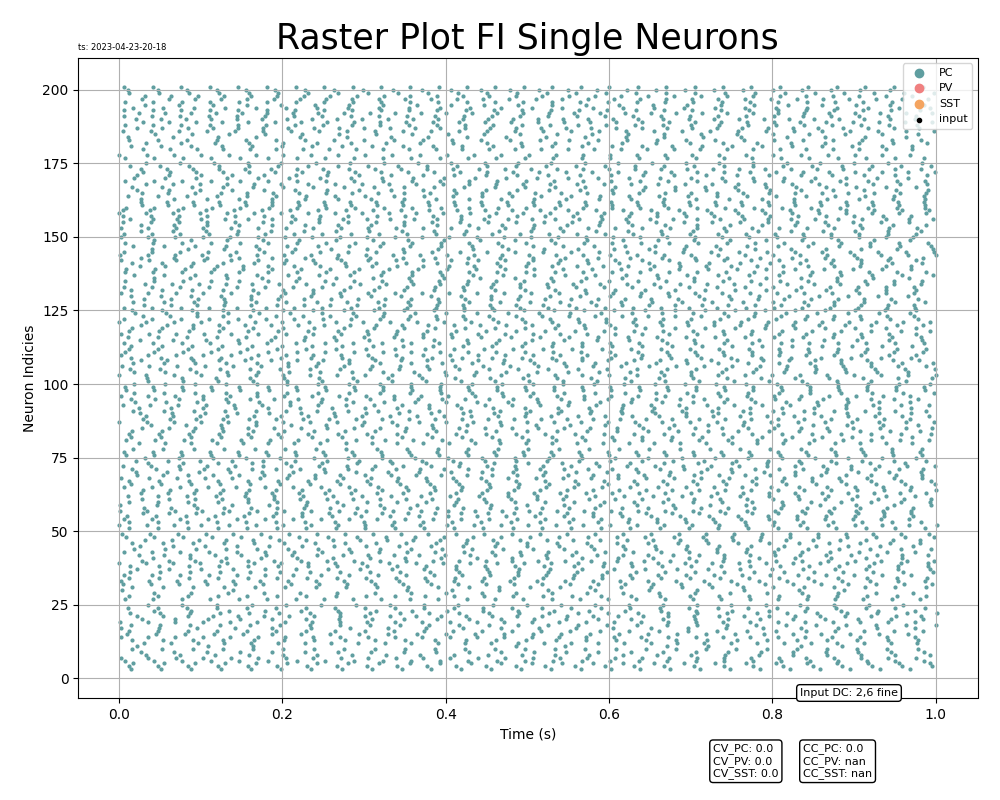 Raster Plot FI Single Neurons
ts: 2023-04-23-20-18
PC
PV
SST
input
200
175
150
125
100
75
50
25
0
Neuron Indicies
Input DC: 2,6 fine
0.0 0.2 0.4 0.6 0.8 1.0
Time (s)
CV_PC: 0.0
CV_PV: 0.0
CV_SST: 0.0
CC_PC: 0.0
CC_PV: nan
CC_SST: nan